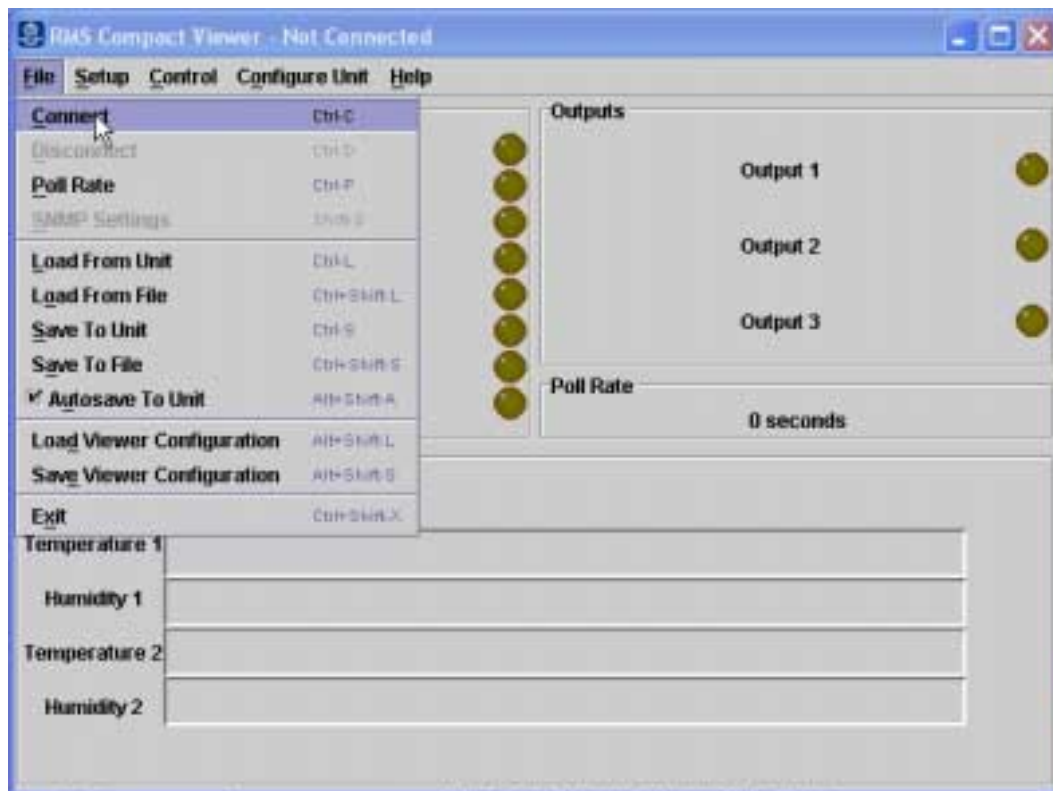 RMS Compact Viewer - Not Connected
File Setup Control Configure Unit Help
Connect Ctrl-C
Disconnect Ctrl-D
Poll Rate Ctrl-P
SNMP Settings
Load From Unit Ctrl-L
Load From File Ctrl+Shift-L
Save To Unit Ctrl-S
Save To File Ctrl+Shift-S
Autosave To Unit Alt+Shift-A
Load Viewer Configuration Alt+Shift-L
Save Viewer Configuration Alt+Shift-S
Exit Ctrl+Shift-X
Outputs
Output 1
Output 2
Output 3
Poll Rate
0 seconds
Temperature 1
Humidity 1
Temperature 2
Humidity 2